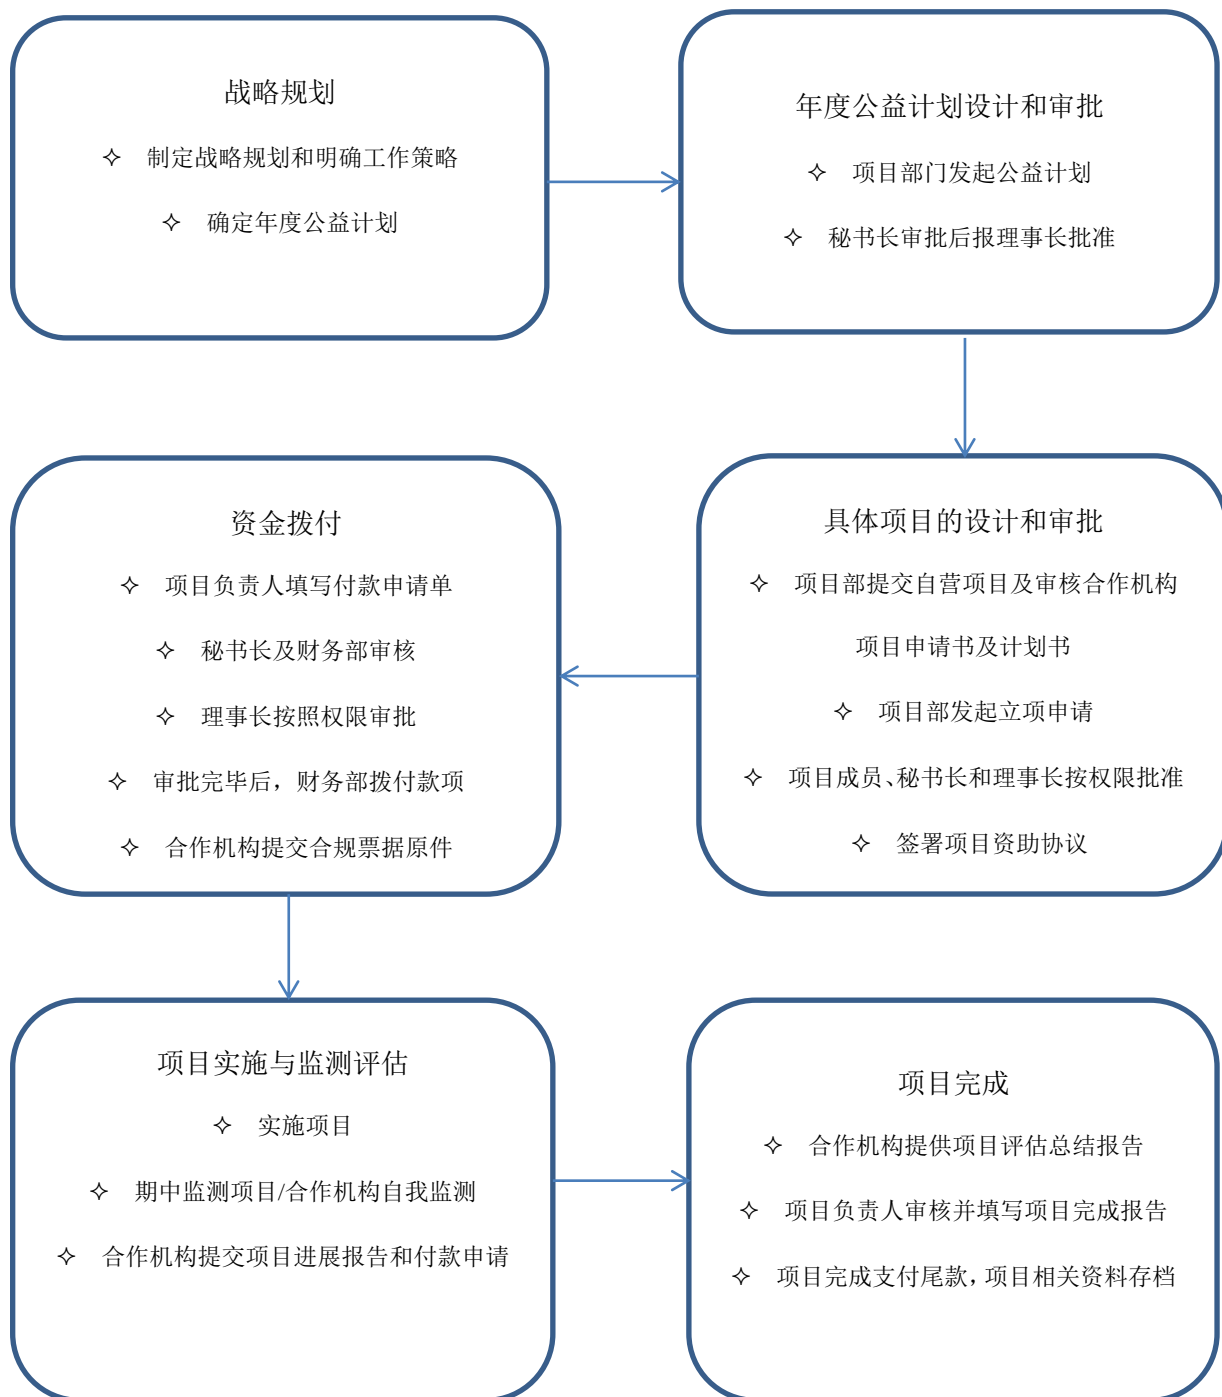 战略规划
✧ 制定战略规划和明确工作策略
✧ 确定年度公益计划
年度公益计划设计和审批
✧ 项目部门发起公益计划
✧ 秘书长审批后报理事长批准
具体项目的设计和审批
✧ 项目部提交自营项目及审核合作机构
项目申请书及计划书
✧ 项目部发起立项申请
✧ 项目成员、秘书长和理事长按权限批准
✧ 签署项目资助协议
资金拨付
✧ 项目负责人填写付款申请单
✧ 秘书长及财务部审核
✧ 理事长按照权限审批
✧ 审批完毕后，财务部拨付款项
✧ 合作机构提交合规票据原件
项目实施与监测评估
✧ 实施项目
✧ 期中监测项目/合作机构自我监测
✧ 合作机构提交项目进展报告和付款申请
项目完成
✧ 合作机构提供项目评估总结报告
✧ 项目负责人审核并填写项目完成报告
✧ 项目完成支付尾款，项目相关资料存档